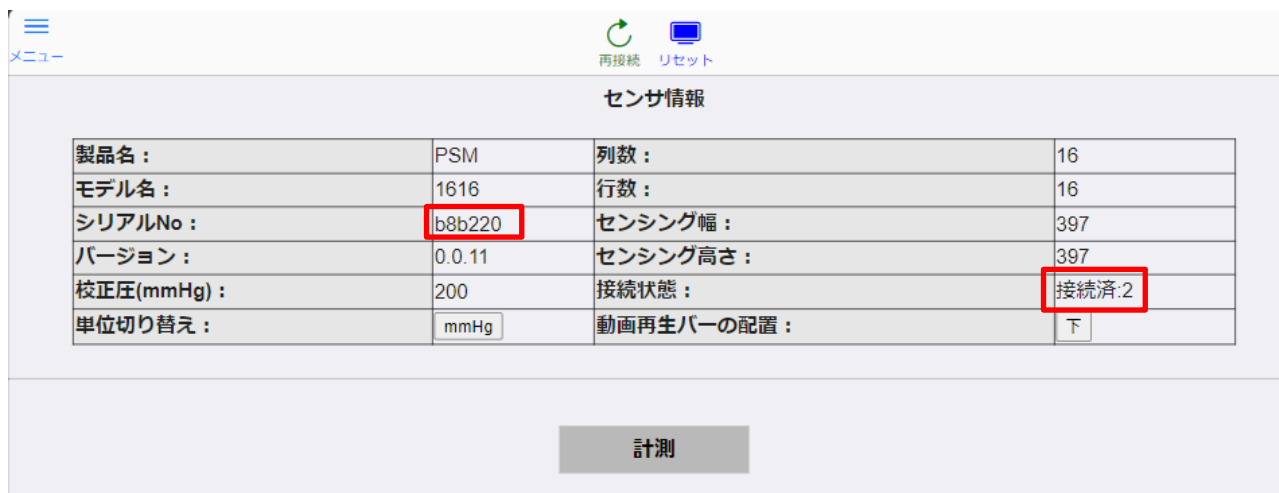 メニュー
再接続 リセット
センサ情報
製品名： PSM 列数： 16
モデル名： 1616 行数： 16
シリアルNo： b8b220 センシング幅： 397
バージョン： 0.0.11 センシング高さ： 397
校正圧(mmHg)： 200 接続状態： 接続済:2
単位切り替え： mmHg 動画再生バーの配置： 下
計測